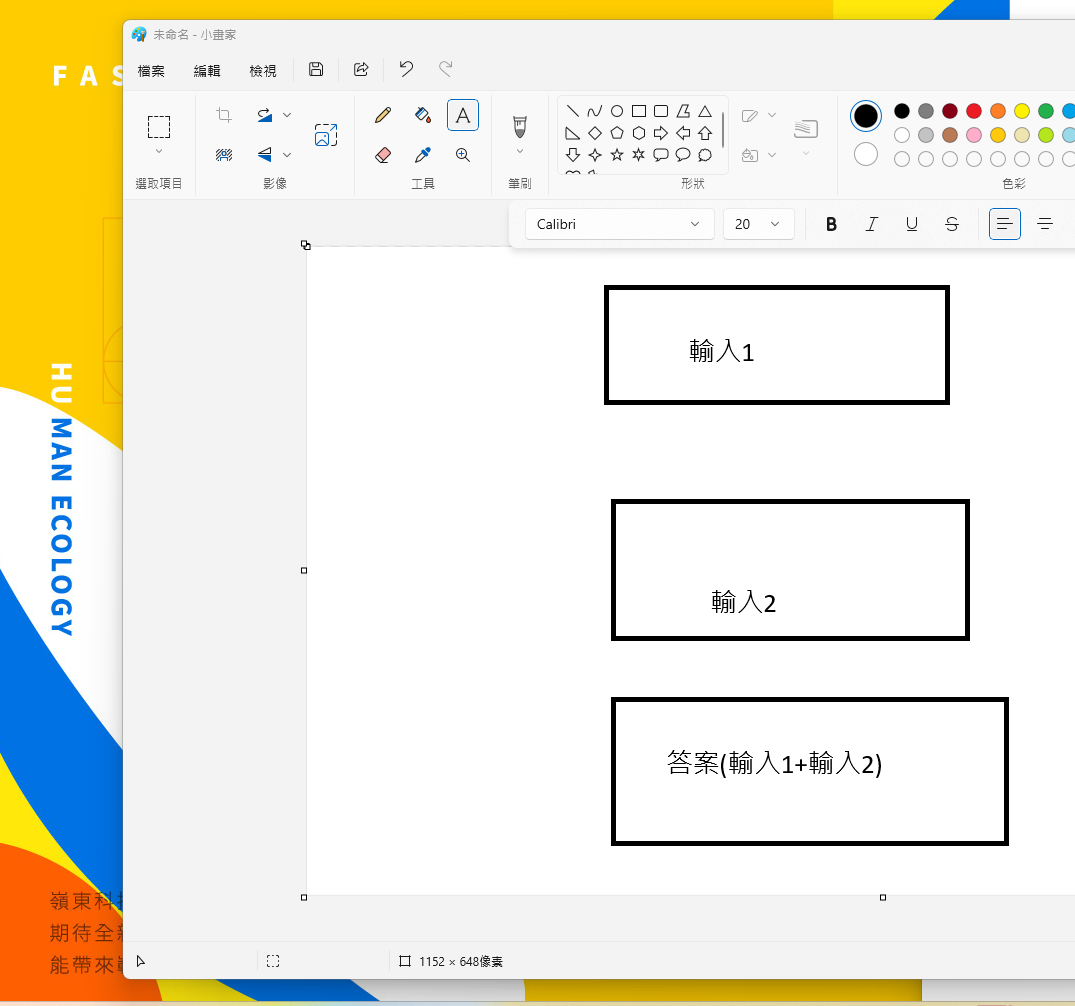 FAS
HUMAN ECOLOGY
嶺東科
期待全
能帶來
未命名 - 小畫家
檔案 編輯 檢視
選取項目 影像 工具 筆刷 形狀 色彩
Calibri 20 B I U S
輸入1
輸入2
答案(輸入1+輸入2)
1152 × 648像素